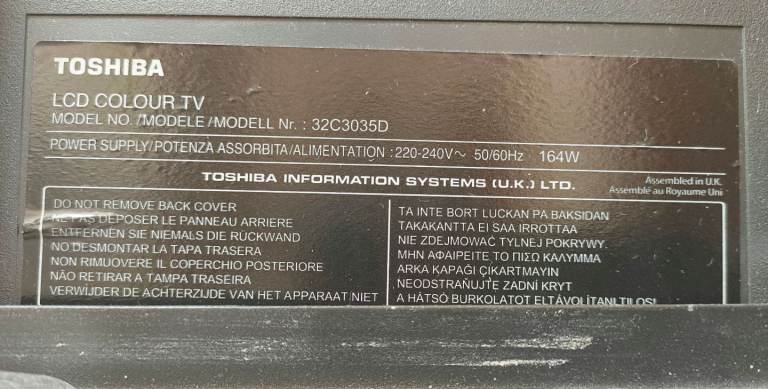 TOSHIBA
LCD COLOUR TV
MODEL NO. /MODELE /MODELL Nr. : 32C3035D
POWER SUPPLY/POTENZA ASSORBITA/ALIMENTATION : 220-240V~ 50/60Hz 164W
TOSHIBA INFORMATION SYSTEMS (U.K.) LTD.
Assembled in U.K.
Assemblé au Royaume Uni
DO NOT REMOVE BACK COVER
NE PAS DEPOSER LE PANNEAU ARRIERE
ENTFERNEN SIE NIEMALS DIE RÜCKWAND
NO DESMONTAR LA TAPA TRASERA
NON RIMUOVERE IL COPERCHIO POSTERIORE
NÃO RETIRAR A TAMPA TRASEIRA
VERWIJDER DE ACHTERZIJDE VAN HET APPARAAT NIET
TA INTE BORT LUCKAN PA BAKSIDAN
TAKAKANTTA EI SAA IRROTTAA
NIE ZDEJMOWAĆ TYLNEJ POKRYWY.
ΜΗΝ ΑΦΑΙΡΕΙΤΕ ΤΟ ΠΙΣΩ ΚΑΛΥΜΜΑ
ARKA KAPAĞI ÇIKARTMAYIN
NEODSTRAŇUJTE ZADNÍ KRYT
A HÁTSÓ BURKOLATOT ELTÁVOLÍTANI TILOS!